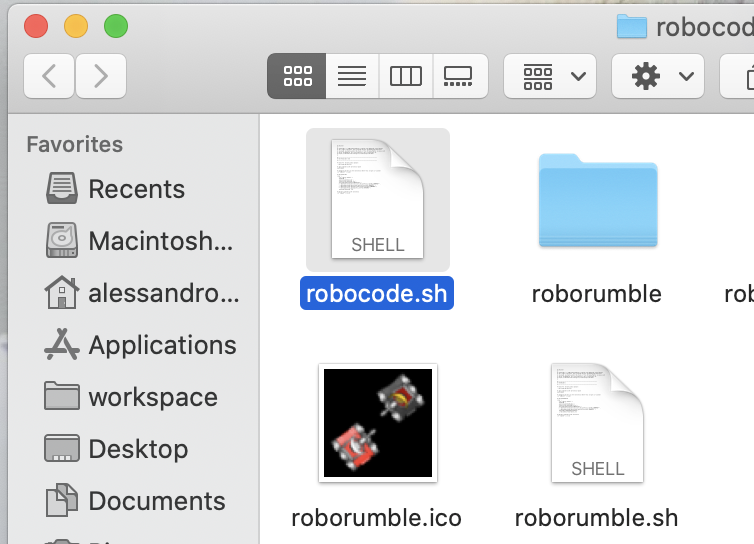 robocod
Favorites
Recents
Macintosh...
alessandro...
Applications
workspace
Desktop
Documents
SHELL
robocode.sh
roborumble
rob
roborumble.ico
SHELL
roborumble.sh